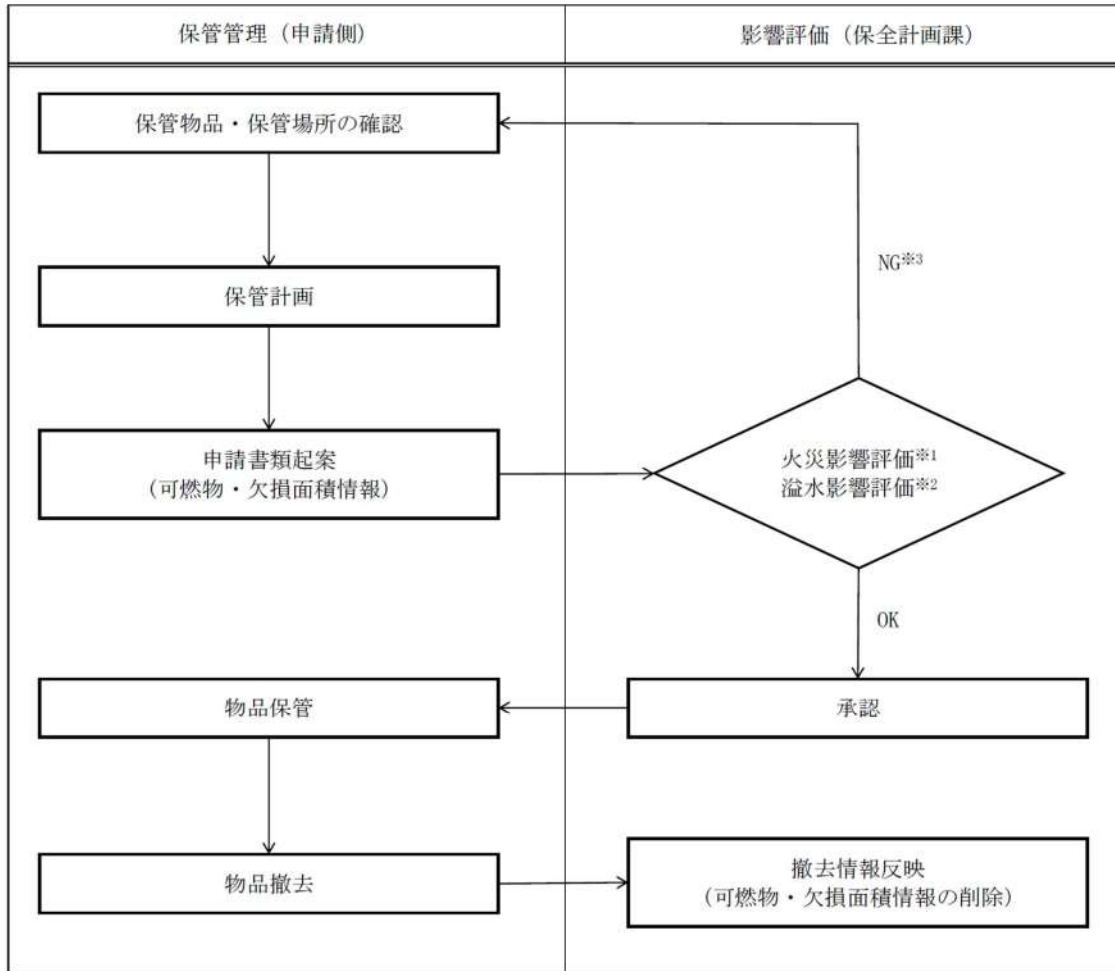 保管管理（申請側）
影響評価（保全計画課）
保管物品・保管場所の確認
保管計画
NG※3
申請書類起案
（可燃物・欠損面積情報）
火災影響評価※1
溢水影響評価※2
OK
物品保管
承認
物品撤去
撤去情報反映
（可燃物・欠損面積情報の削除）